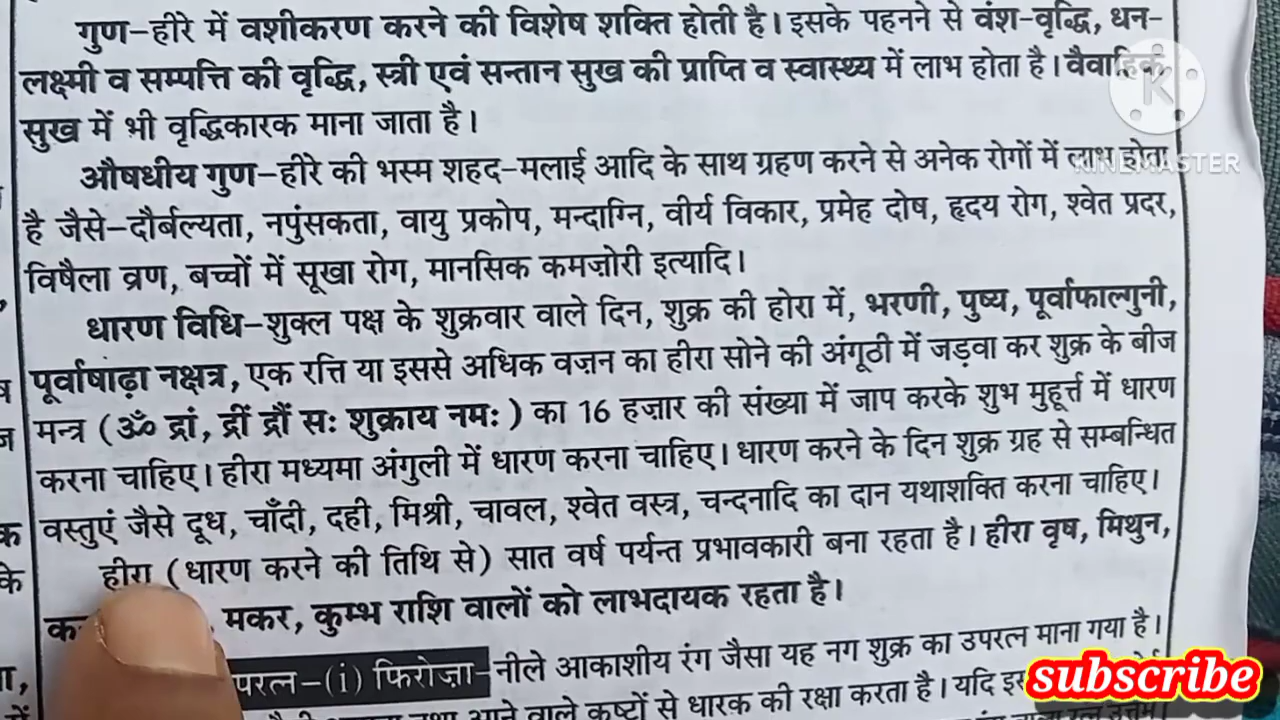 गुण–हीरे में वशीकरण करने की विशेष शक्ति होती है। इसके पहनने से वंश-वृद्धि, धन-
लक्ष्मी व सम्पत्ति की वृद्धि, स्त्री एवं सन्तान सुख की प्राप्ति व स्वास्थ्य में लाभ होता है। वैवाहिक
सुख में भी वृद्धिकारक माना जाता है।
K
KINEMASTER
औषधीय गुण–हीरे की भस्म शहद-मलाई आदि के साथ ग्रहण करने से अनेक रोगों में लाभ होता
है जैसे–दौर्बल्यता, नपुंसकता, वायु प्रकोप, मन्दाग्नि, वीर्य विकार, प्रमेह दोष, हृदय रोग, श्वेत प्रदर,
विषैला व्रण, बच्चों में सूखा रोग, मानसिक कमज़ोरी इत्यादि।
धारण विधि–शुक्ल पक्ष के शुक्रवार वाले दिन, शुक्र की होरा में, भरणी, पुष्य, पूर्वाफाल्गुनी,
पूर्वाषाढ़ा नक्षत्र, एक रत्ति या इससे अधिक वज़न का हीरा सोने की अंगूठी में जड़वा कर शुक्र के बीज
मन्त्र (ॐ द्रां, द्रीं द्रौं सः शुक्राय नमः) का 16 हज़ार की संख्या में जाप करके शुभ मुहूर्त्त में धारण
करना चाहिए। हीरा मध्यमा अंगुली में धारण करना चाहिए। धारण करने के दिन शुक्र ग्रह से सम्बन्धित
वस्तुएं जैसे दूध, चाँदी, दही, मिश्री, चावल, श्वेत वस्त्र, चन्दनादि का दान यथाशक्ति करना चाहिए।
हीरा (धारण करने की तिथि से) सात वर्ष पर्यन्त प्रभावकारी बना रहता है। हीरा वृष, मिथुन,
मकर, कुम्भ राशि वालों को लाभदायक रहता है।
परत्न–(i) फिरोज़ा–नीले आकाशीय रंग जैसा यह नग शुक्र का उपरत्न माना गया है।
आने वाले कष्टों से धारक की रक्षा करता है। यदि
subscribe